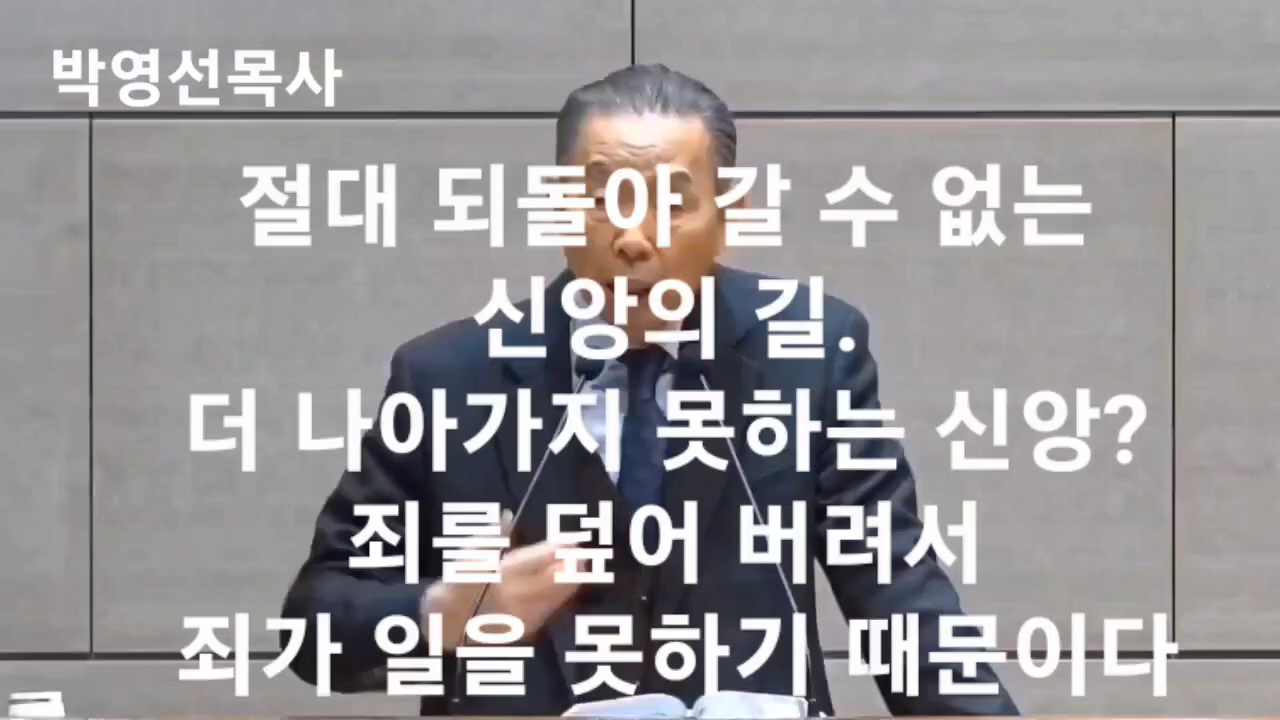 박영선목사
절대 되돌아 갈 수 없는
신앙의 길.
더 나아가지 못하는 신앙?
죄를 덮어 버려서
죄가 일을 못하기 때문이다